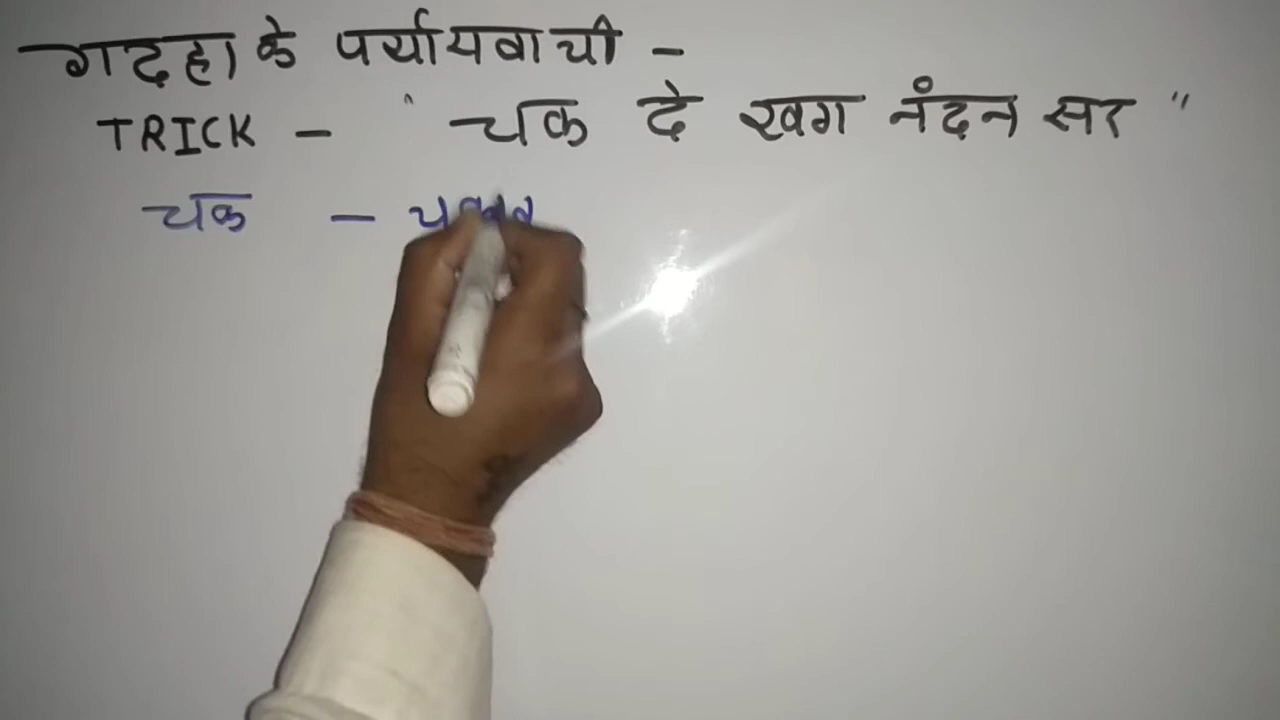 गदहा के पर्यायवाची -
TRICK - " चक दे खग नंदन सर "
चक -